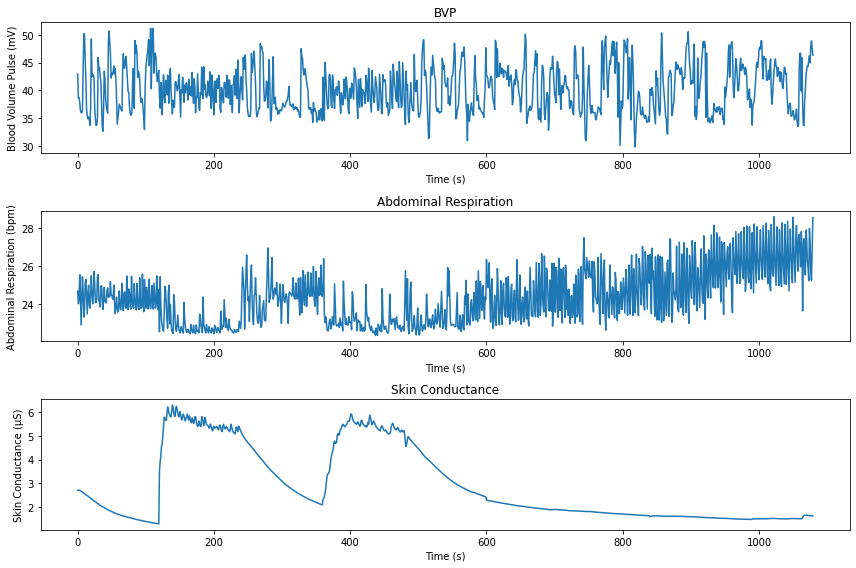 BVP
Blood Volume Pulse (mV)
50
45
40
35
30
0 200 400 600 800 1000
Time (s)
Abdominal Respiration
Abdominal Respiration (bpm)
28
26
24
0 200 400 600 800 1000
Time (s)
Skin Conductance
Skin Conductance (μS)
6
5
4
3
2
0 200 400 600 800 1000
Time (s)